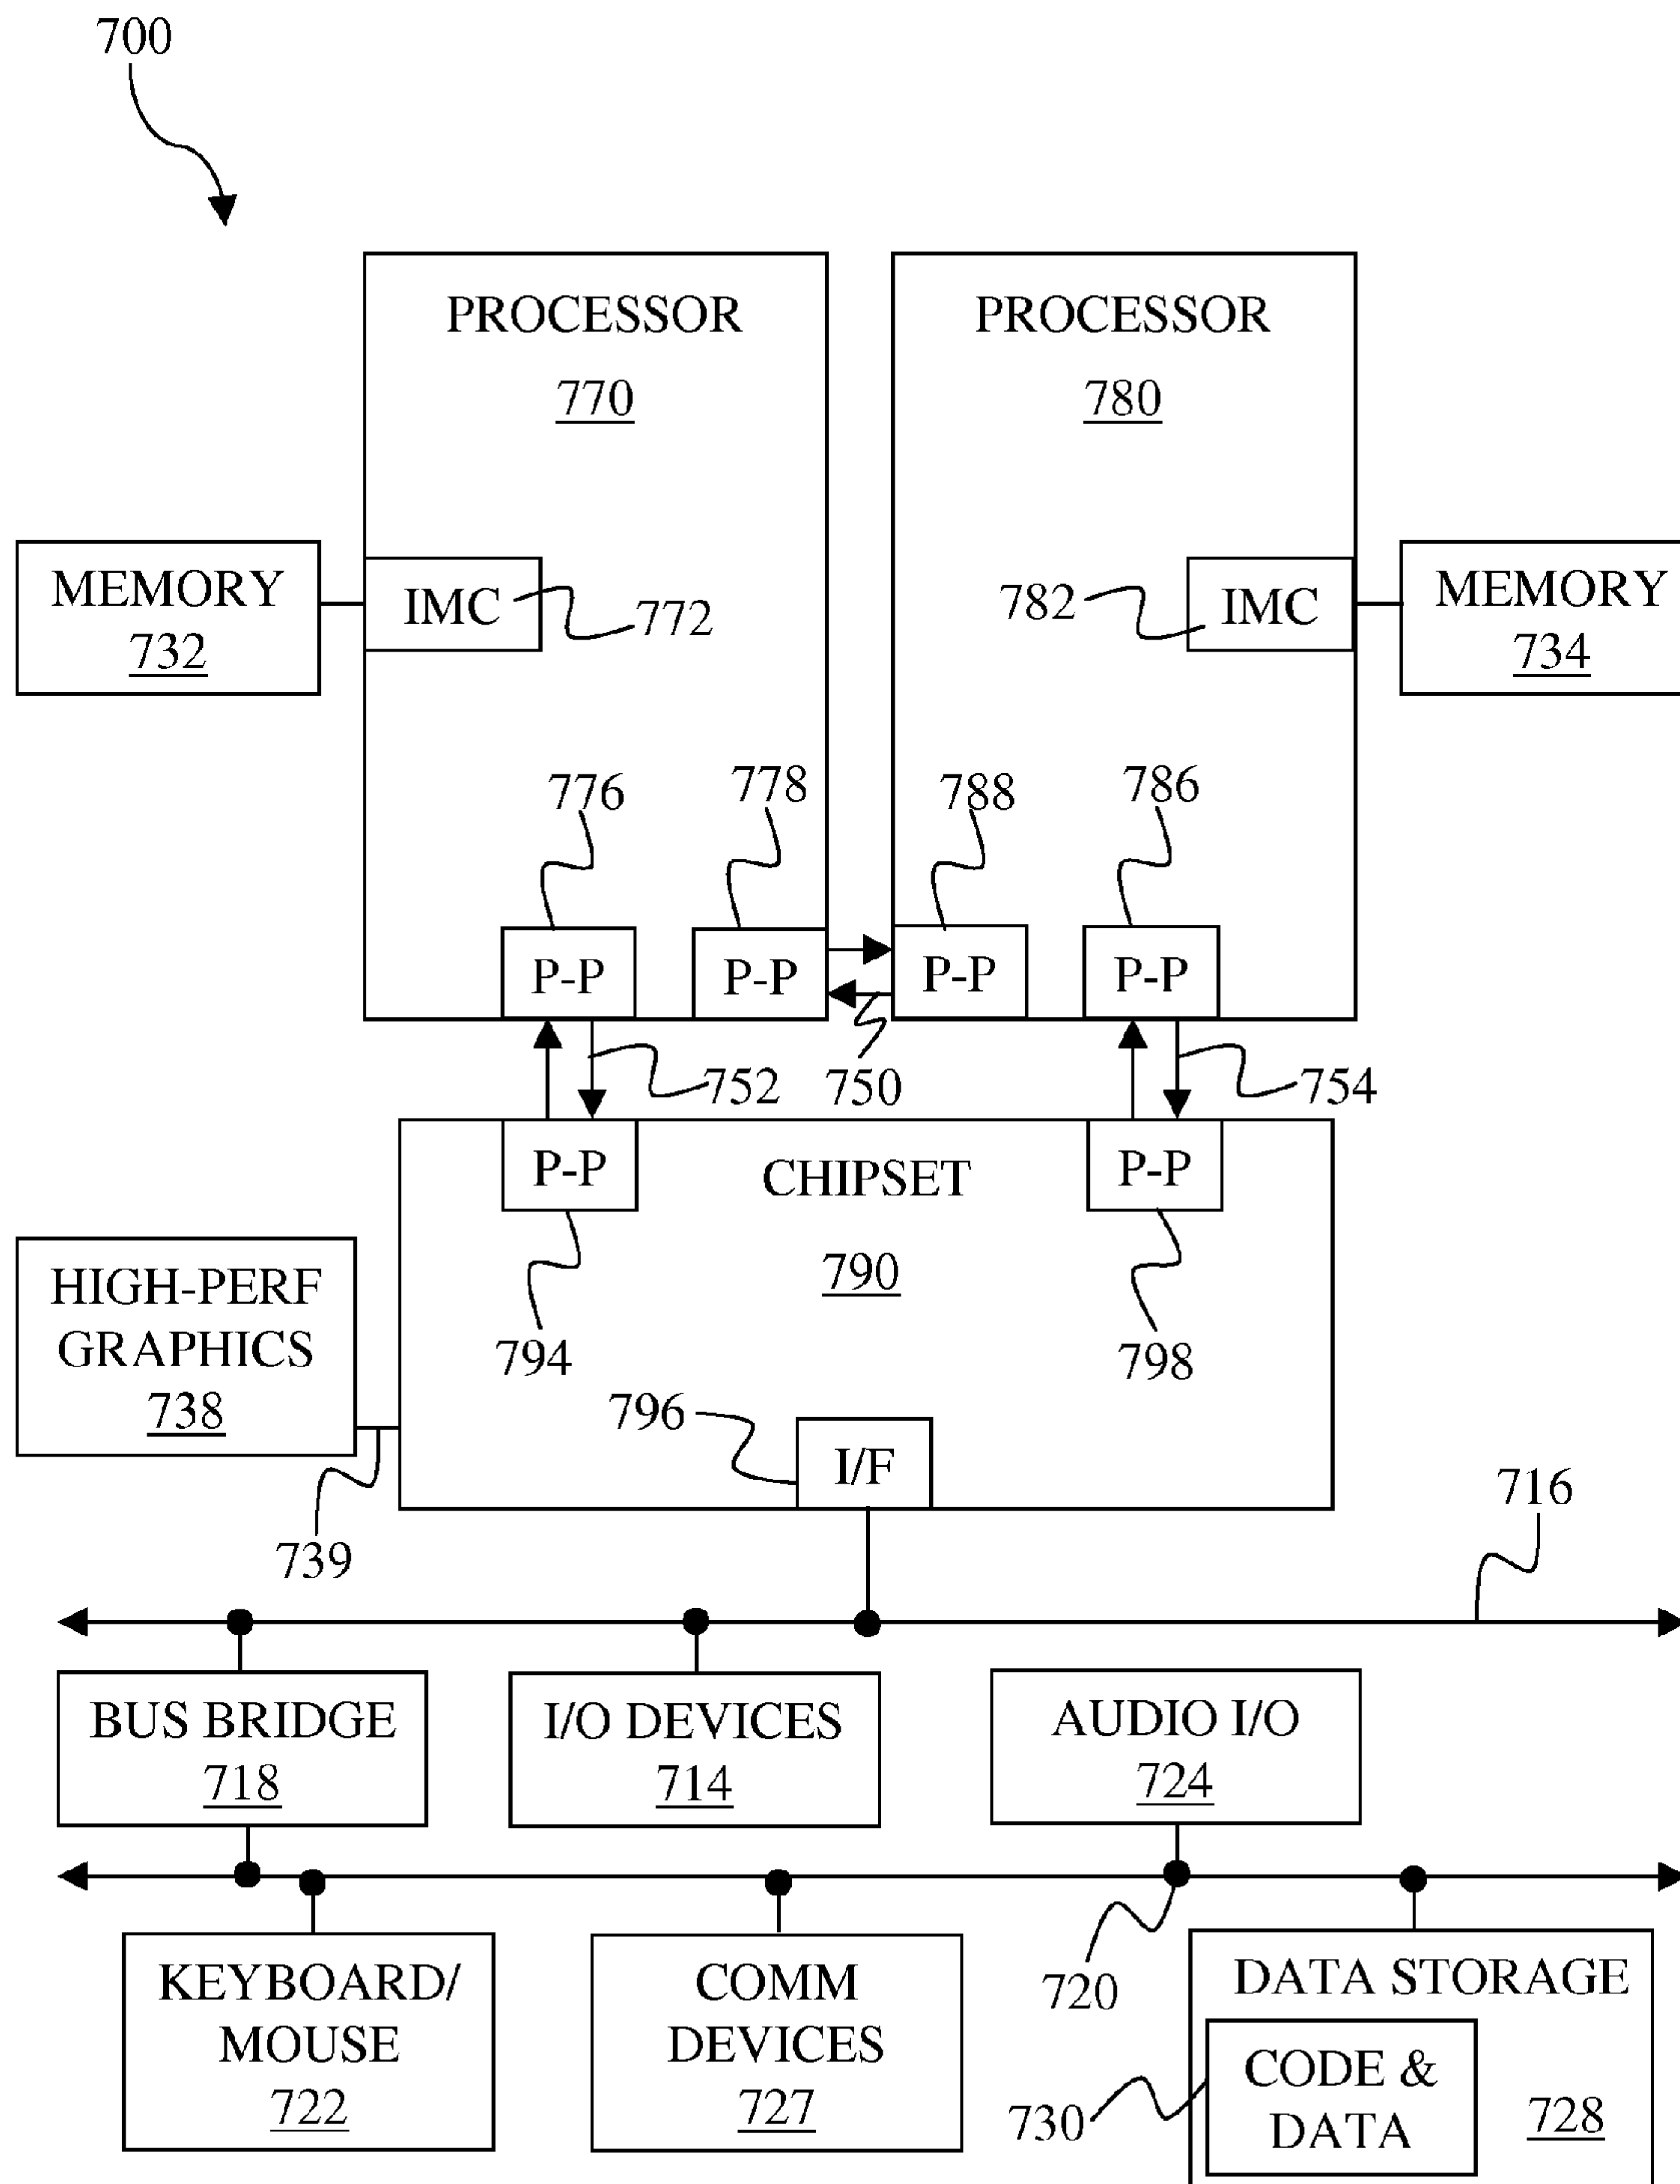 700
PROCESSOR
770
PROCESSOR
780
MEMORY
732
IMC
772
782
IMC
MEMORY
734
776
778
788
786
P-P
P-P
P-P
P-P
752
750
754
P-P
CHIPSET
P-P
790
HIGH-PERF
GRAPHICS
738
794
798
796
I/F
739
716
BUS BRIDGE
718
I/O DEVICES
714
AUDIO I/O
724
720
KEYBOARD/
MOUSE
722
COMM
DEVICES
727
DATA STORAGE
CODE &
DATA
730
728